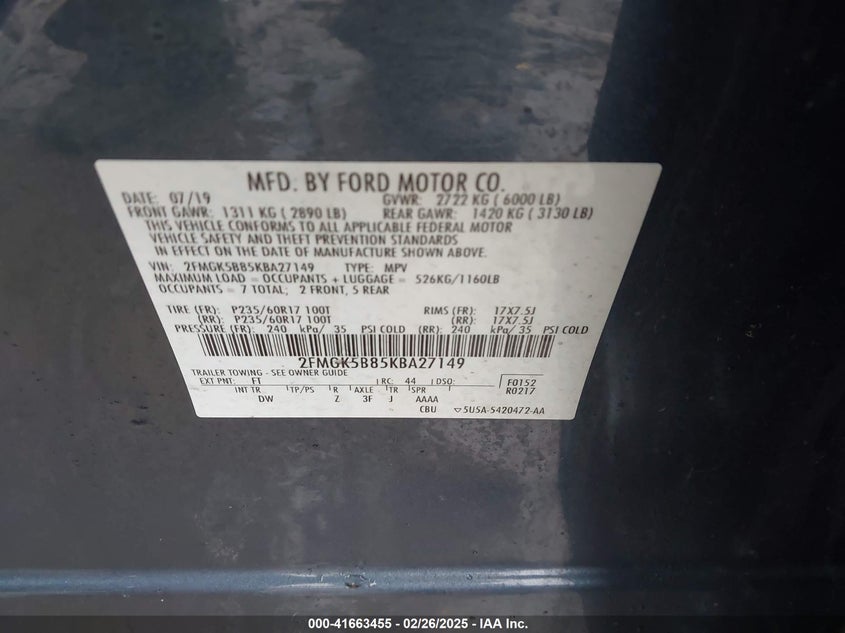 MFD. BY FORD MOTOR CO.
DATE: 07/19 GVWR: 2722 KG ( 6000 LB)
FRONT GAWR: 1311 KG ( 2890 LB) REAR GAWR: 1420 KG ( 3130 LB)
THIS VEHICLE CONFORMS TO ALL APPLICABLE FEDERAL MOTOR
VEHICLE SAFETY AND THEFT PREVENTION STANDARDS
IN EFFECT ON THE DATE OF MANUFACTURE SHOWN ABOVE.
VIN: 2FMGK5B85KBA27149 TYPE: MPV
MAXIMUM LOAD = OCCUPANTS + LUGGAGE = 526KG/1160LB
OCCUPANTS = 7 TOTAL; 2 FRONT, 5 REAR
TIRE (FR): P235/60R17 100T RIMS (FR): 17X7.5J
(RR): P235/60R17 100T (RR): 17X7.5J
PRESSURE (FR): 240 kPa/ 35 PSI COLD (RR): 240 kPa/ 35 PSI COLD
2FMGK5B85KBA27149
TRAILER TOWING - SEE OWNER GUIDE
EXT PNT: FT RC: 44 DSO: F0152
INT TR TP/PS R AXLE TR SPR R0217
DW Z 3F J AAAA
CBU ▽5U5A-5420472-AA
000-41663455 - 02/26/2025 - IAA Inc.